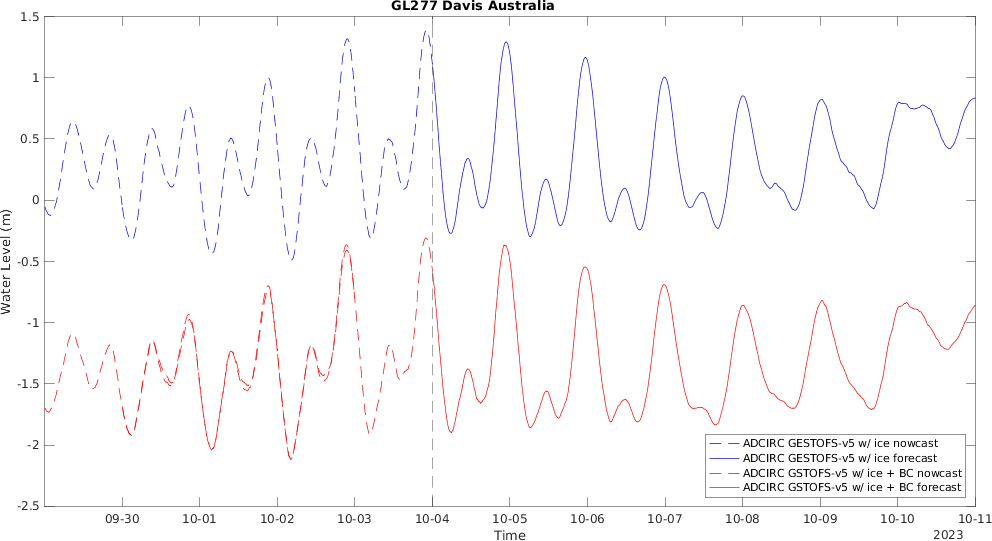 GL277 Davis Australia
1.5
1
0.5
0
-0.5
-1
-1.5
-2
-2.5
Water Level (m)
09-30 10-01 10-02 10-03 10-04 10-05 10-06 10-07 10-08 10-09 10-10 10-11
Time
2023
ADCIRC GESTOFS-v5 w/ ice nowcast
ADCIRC GESTOFS-v5 w/ ice forecast
ADCIRC GSTOFS-v5 w/ ice + BC nowcast
ADCIRC GSTOFS-v5 w/ ice + BC forecast